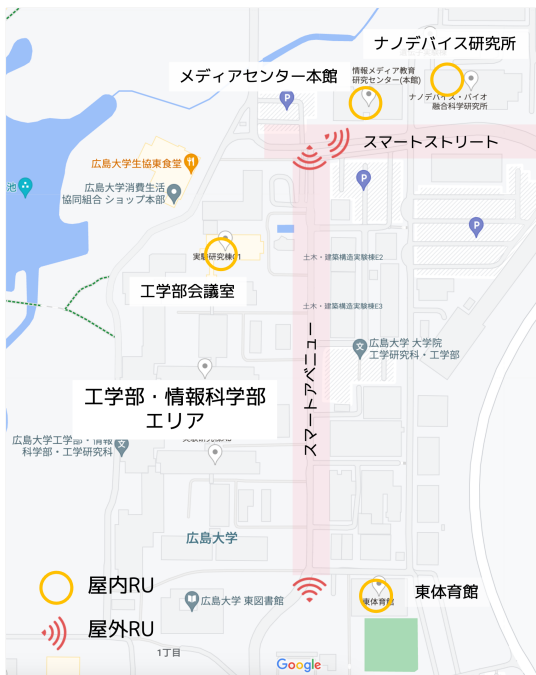 ナノデバイス研究所
メディアセンター本館
情報メディア教育
研究センター(本館)
ナノデバイス・バイオ
融合科学研究所
P
スマートストリート
広島大学生協東食堂
池
広島大学消費生活
協同組合 ショップ本部
P
P
実験研究棟C1
土木・建築構造実験棟E2
工学部会議室
土木・建築構造実験棟E3
スマートアベニュー
広島大学 大学院
工学研究科・工学部
工学部・情報科学部
エリア
広島大学工学部・情報
科学部・工学研究科
広島大学
屋内RU
広島大学 東図書館
東体育館
東体育館
屋外RU
1丁目
Google